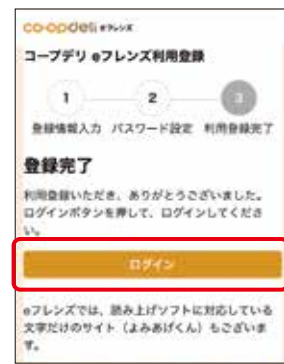 coopdeli eフレンズ
コープデリ eフレンズ利用登録
1 2 3
登録情報入力 パスワード設定 利用登録完了
登録完了
利用登録いただき、ありがとうございました。
ログインボタンを押して、ログインしてくださ
い。
ログイン
eフレンズでは、読み上げソフトに対応している
文字だけのサイト（よみあげくん）もございま
す。